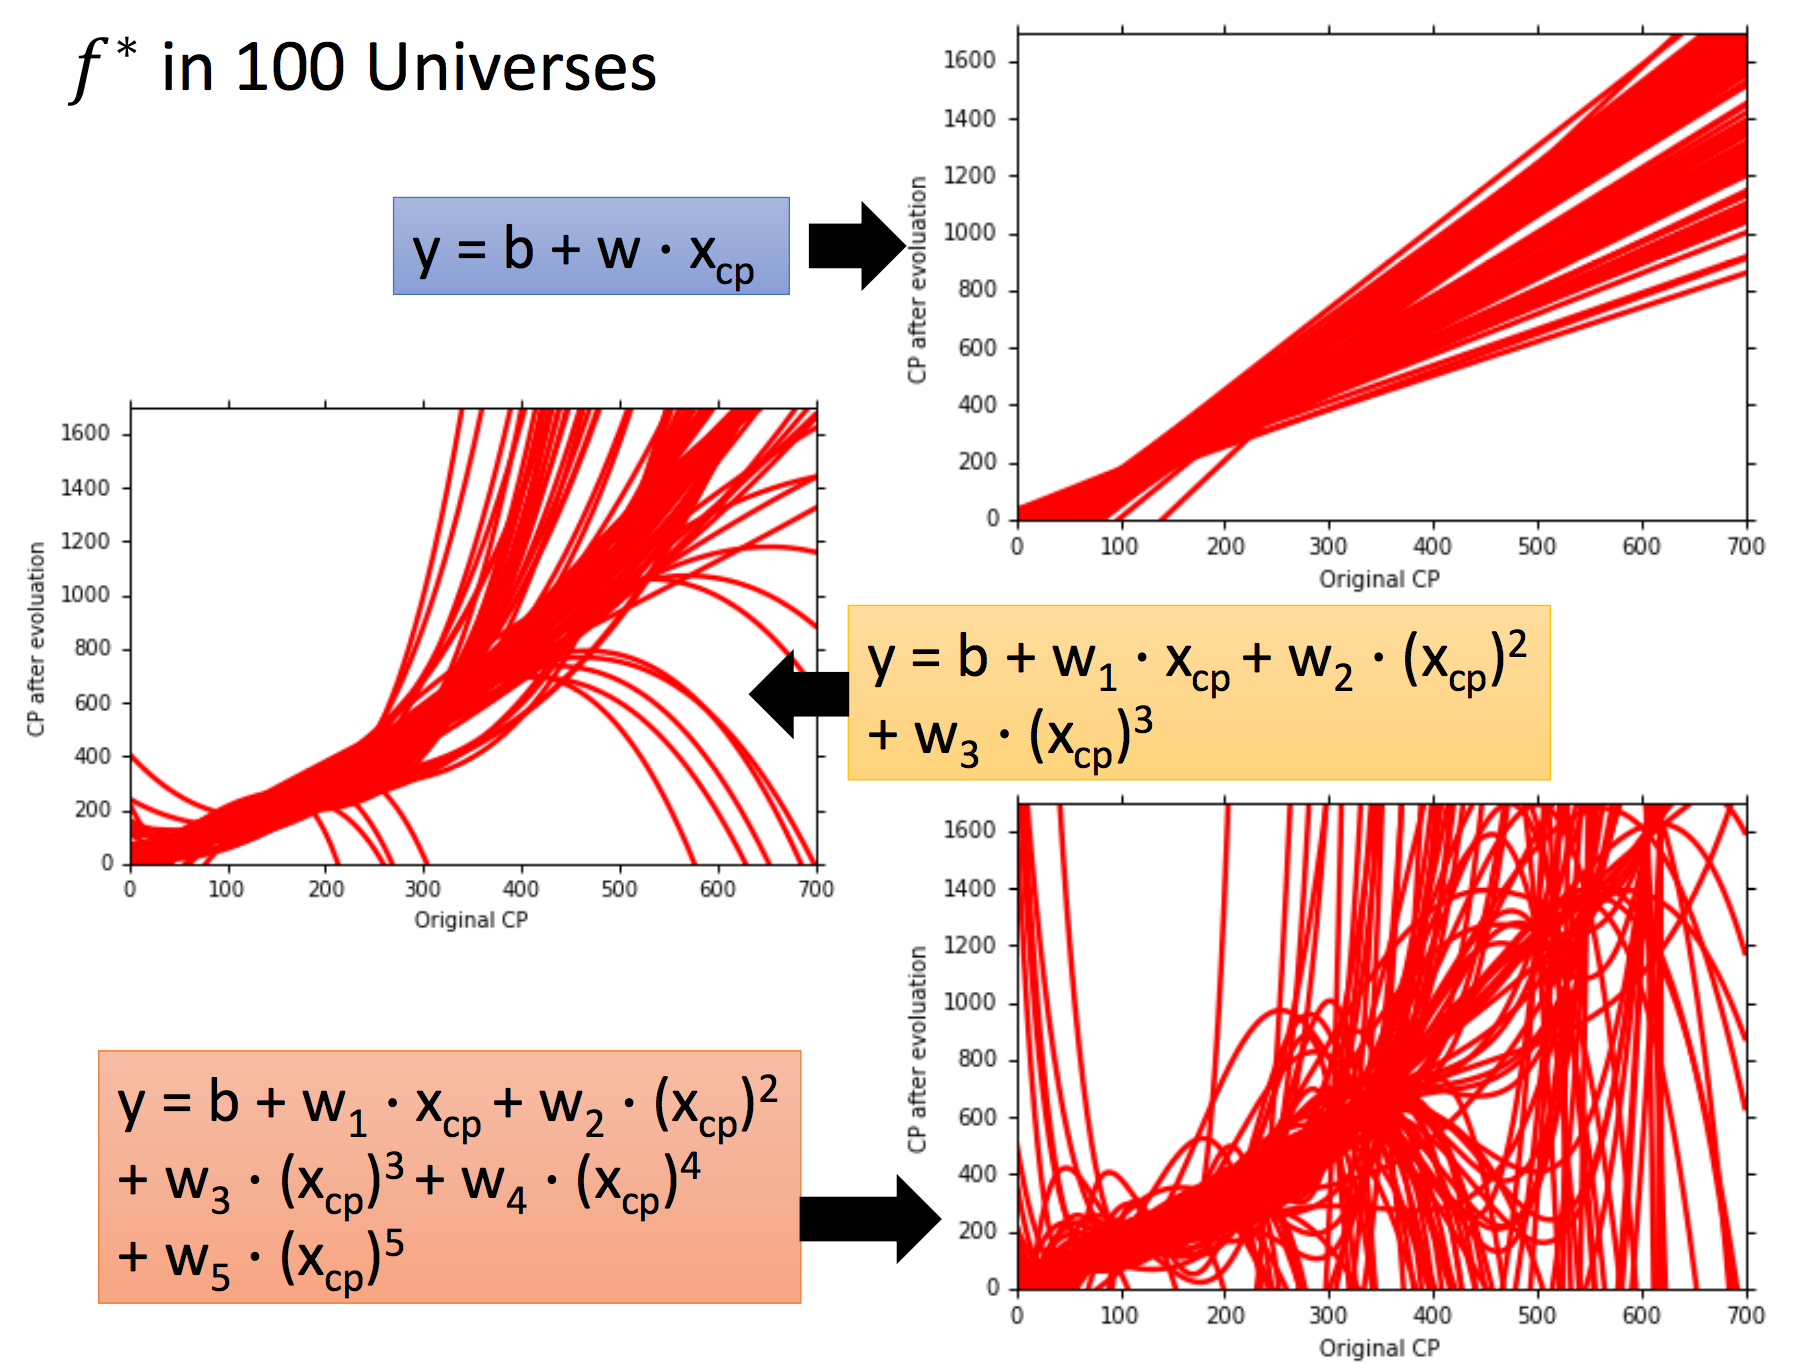 f* in 100 Universes
y = b + w · xcp
1600
1400
1200
1000
800
600
400
200
0
0 100 200 300 400 500 600 700
CP after evoluation
Original CP
1600
1400
1200
1000
800
600
400
200
0
0 100 200 300 400 500 600 700
CP after evoluation
Original CP
y = b + w₁ · xcp + w₂ · (xcp)²
+ w₃ · (xcp)³
1600
1400
1200
1000
800
600
400
200
0
0 100 200 300 400 500 600 700
CP after evoluation
Original CP
y = b + w₁ · xcp + w₂ · (xcp)²
+ w₃ · (xcp)³ + w₄ · (xcp)⁴
+ w₅ · (xcp)⁵